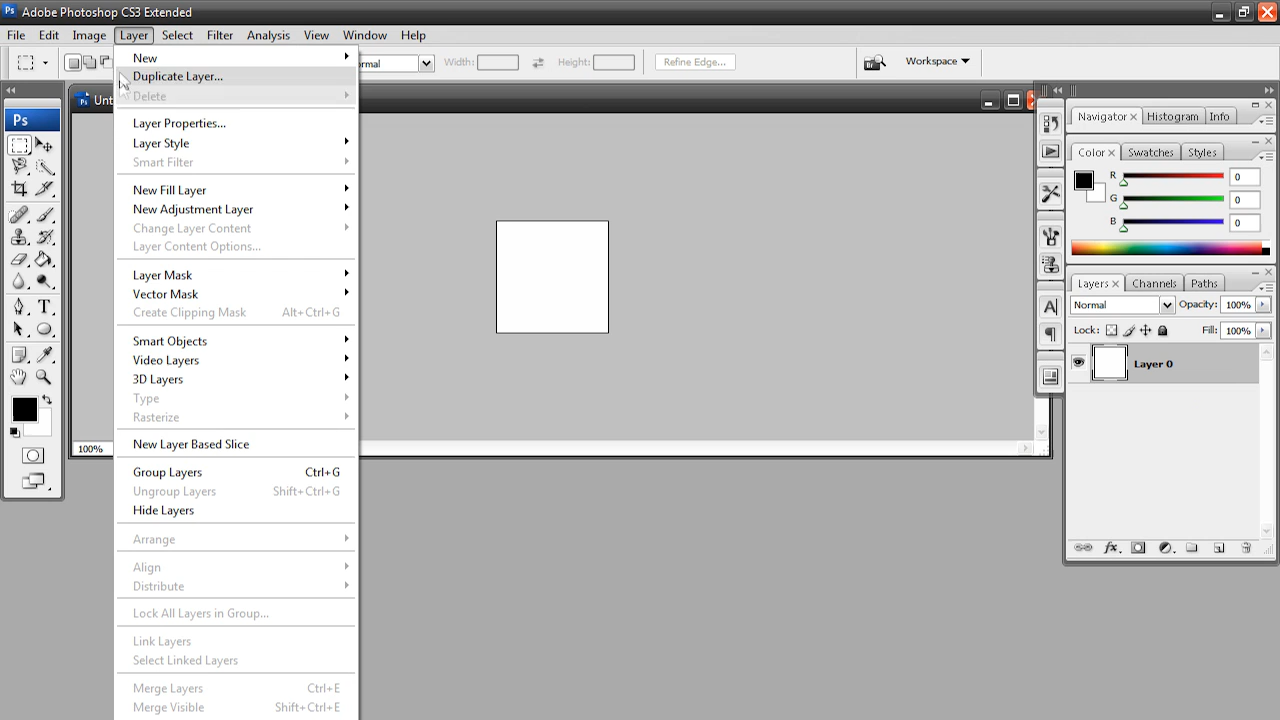 Adobe Photoshop CS3 Extended
File Edit Image Layer Select Filter Analysis View Window Help
Width: Height: Refine Edge... Workspace
New
Duplicate Layer...
Delete
Layer Properties...
Layer Style
Smart Filter
New Fill Layer
New Adjustment Layer
Change Layer Content
Layer Content Options...
Layer Mask
Vector Mask
Create Clipping Mask Alt+Ctrl+G
Smart Objects
Video Layers
3D Layers
Type
Rasterize
New Layer Based Slice
Group Layers Ctrl+G
Ungroup Layers Shift+Ctrl+G
Hide Layers
Arrange
Align
Distribute
Lock All Layers in Group...
Link Layers
Select Linked Layers
Merge Layers Ctrl+E
Merge Visible Shift+Ctrl+E
Ps
100%
Navigator Histogram Info
Color Swatches Styles
R 0
G 0
B 0
Layers Channels Paths
Normal Opacity: 100%
Lock: Fill: 100%
Layer 0